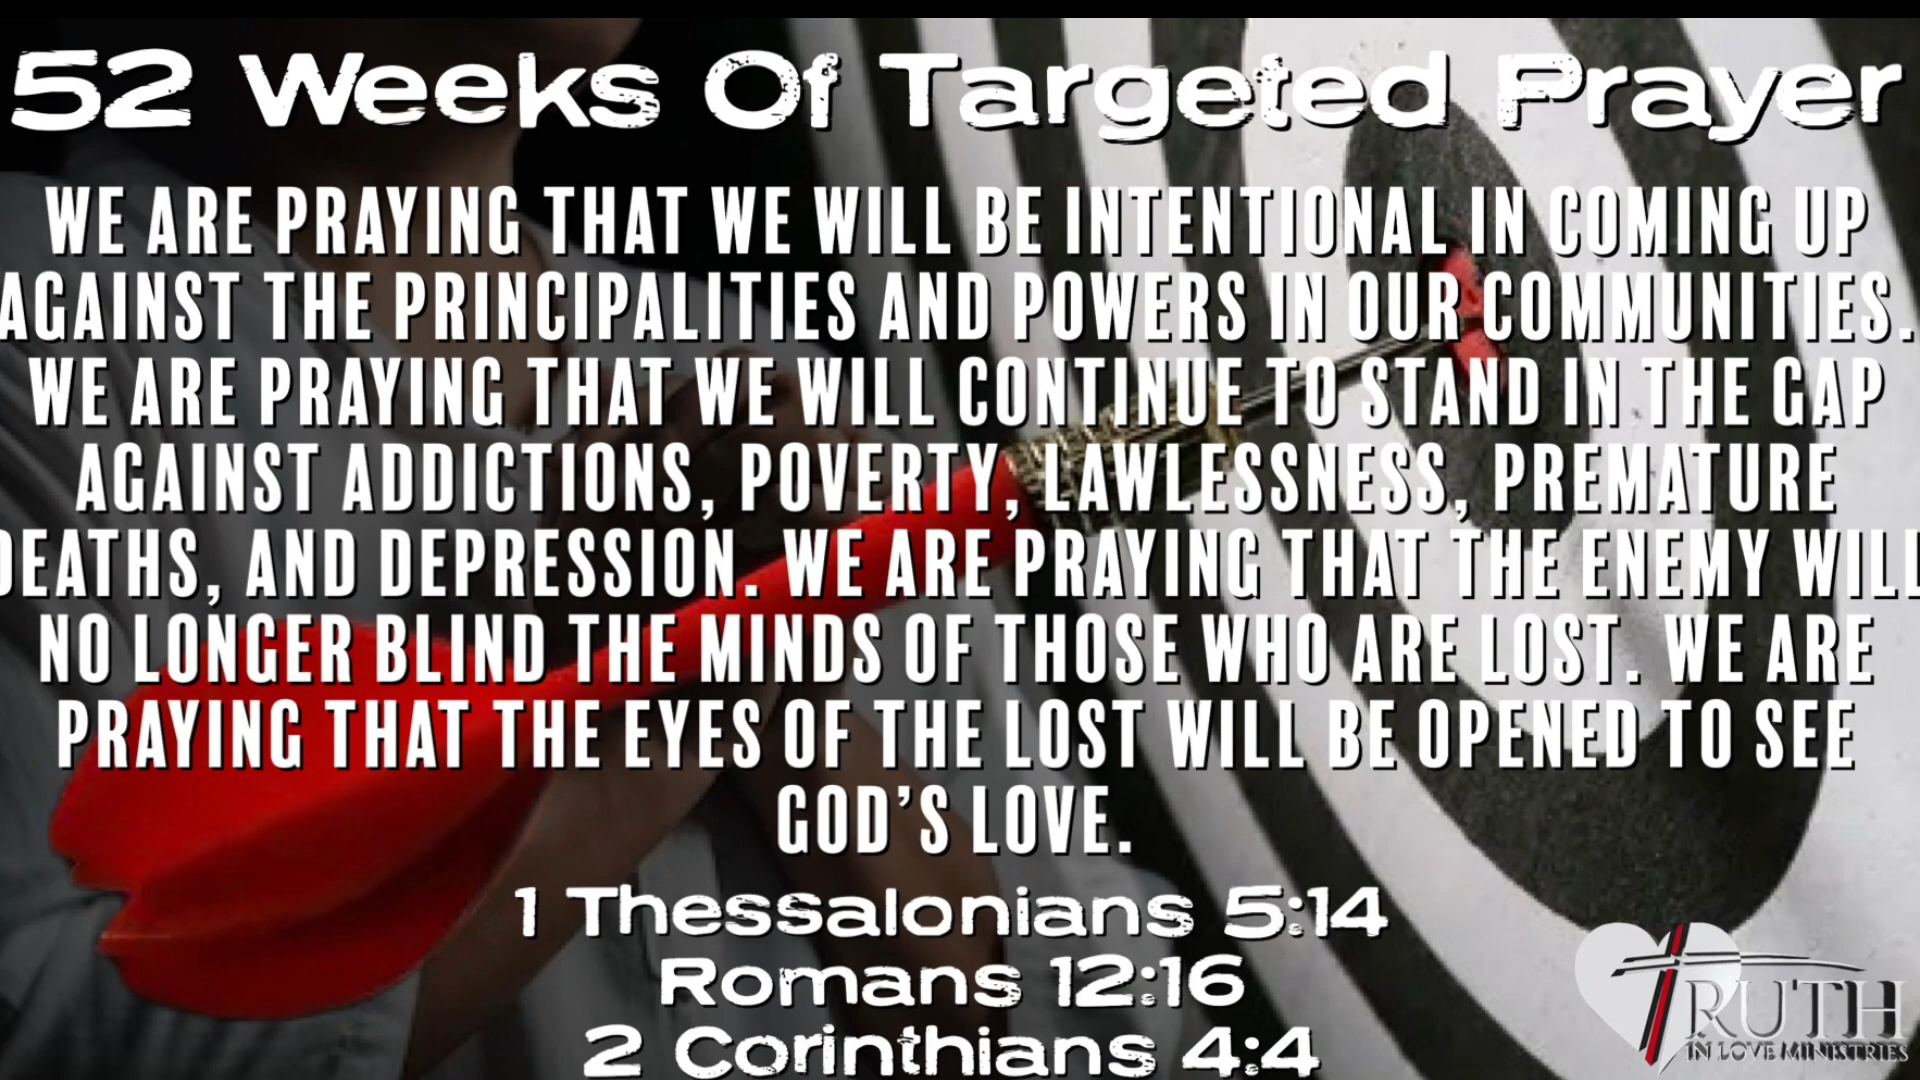 52 Weeks Of Targeted Prayer
WE ARE PRAYING THAT WE WILL BE INTENTIONAL IN COMING UP
AGAINST THE PRINCIPALITIES AND POWERS IN OUR COMMUNITIES.
WE ARE PRAYING THAT WE WILL CONTINUE TO STAND IN THE GAP
AGAINST ADDICTIONS, POVERTY, LAWLESSNESS, PREMATURE
DEATHS, AND DEPRESSION. WE ARE PRAYING THAT THE ENEMY WILL
NO LONGER BLIND THE MINDS OF THOSE WHO ARE LOST. WE ARE
PRAYING THAT THE EYES OF THE LOST WILL BE OPENED TO SEE
GOD’S LOVE.
1 Thessalonians 5:14
Romans 12:16
2 Corinthians 4:4
TRUTH
IN LOVE MINISTRIES